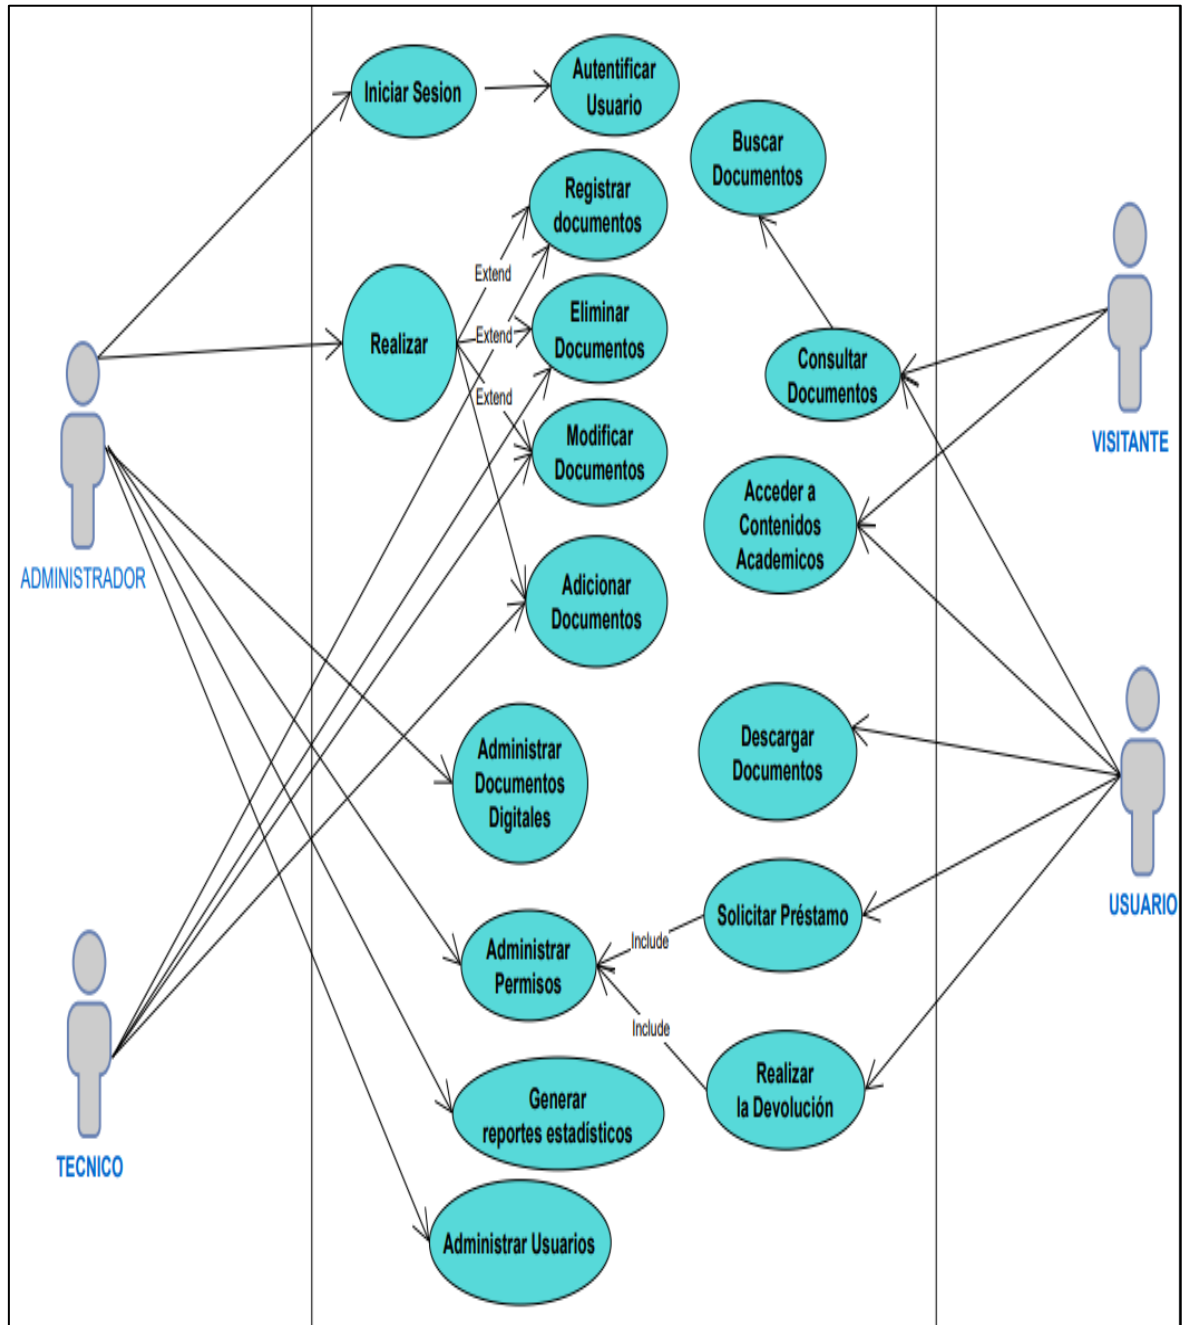 Iniciar Sesion
Autentificar
Usuario
Buscar
Documentos
Registrar
documentos
Extend
Realizar
Eliminar
Documentos
Extend
Consultar
Documentos
Extend
Modificar
Documentos
VISITANTE
Acceder a
Contenidos
Academicos
ADMINISTRADOR
Adicionar
Documentos
Administrar
Documentos
Digitales
Descargar
Documentos
USUARIO
Solicitar Préstamo
Include
Administrar
Permisos
Include
Realizar
la Devolución
Generar
reportes estadísticos
TECNICO
Administrar Usuarios